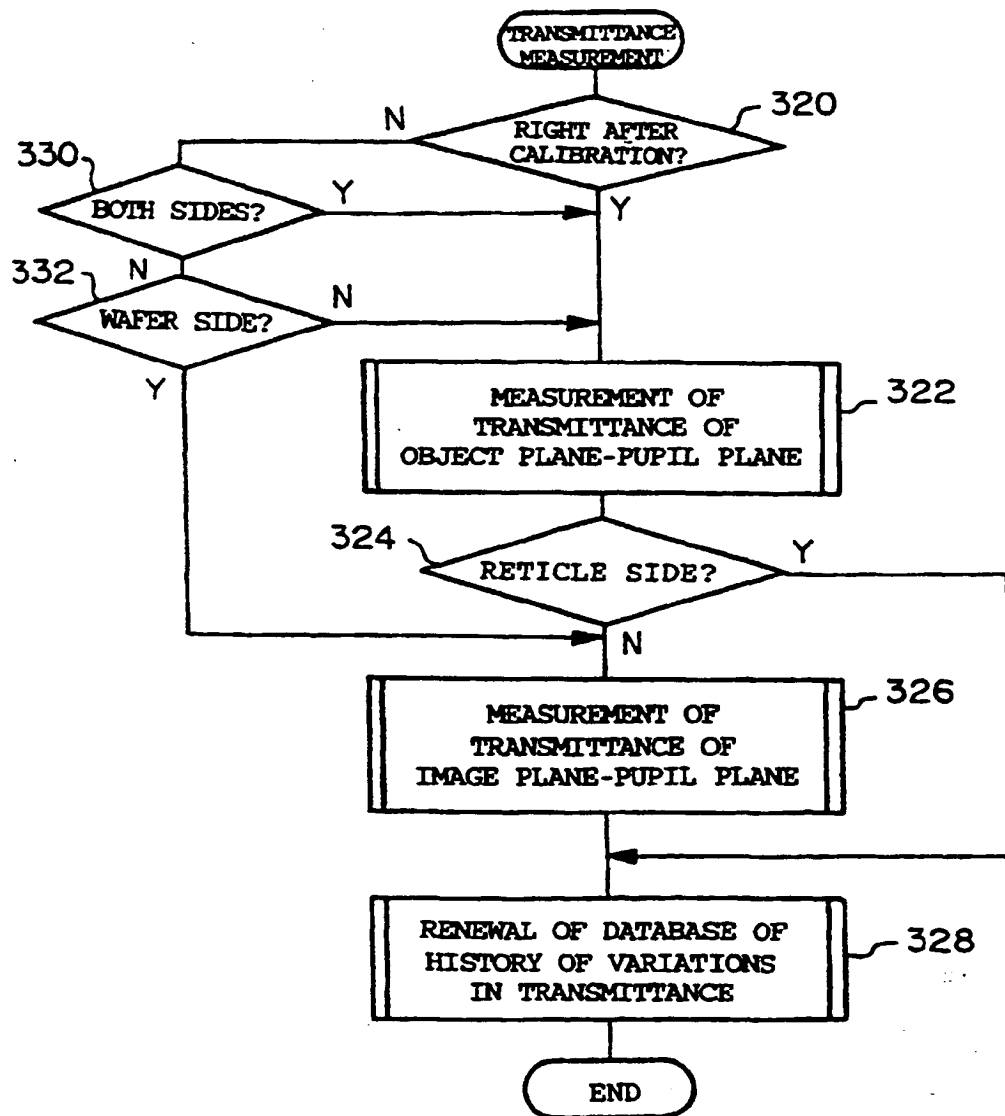 TRANSMITTANCE
MEASUREMENT
320
N
RIGHT AFTER
CALIBRATION?
330
Y
Y
BOTH SIDES?
N
332
N
WAFER SIDE?
Y
MEASUREMENT OF
TRANSMITTANCE OF
OBJECT PLANE-PUPIL PLANE
322
324
Y
RETICLE SIDE?
N
326
MEASUREMENT OF
TRANSMITTANCE OF
IMAGE PLANE-PUPIL PLANE
RENEWAL OF DATABASE OF
HISTORY OF VARIATIONS
IN TRANSMITTANCE
328
END